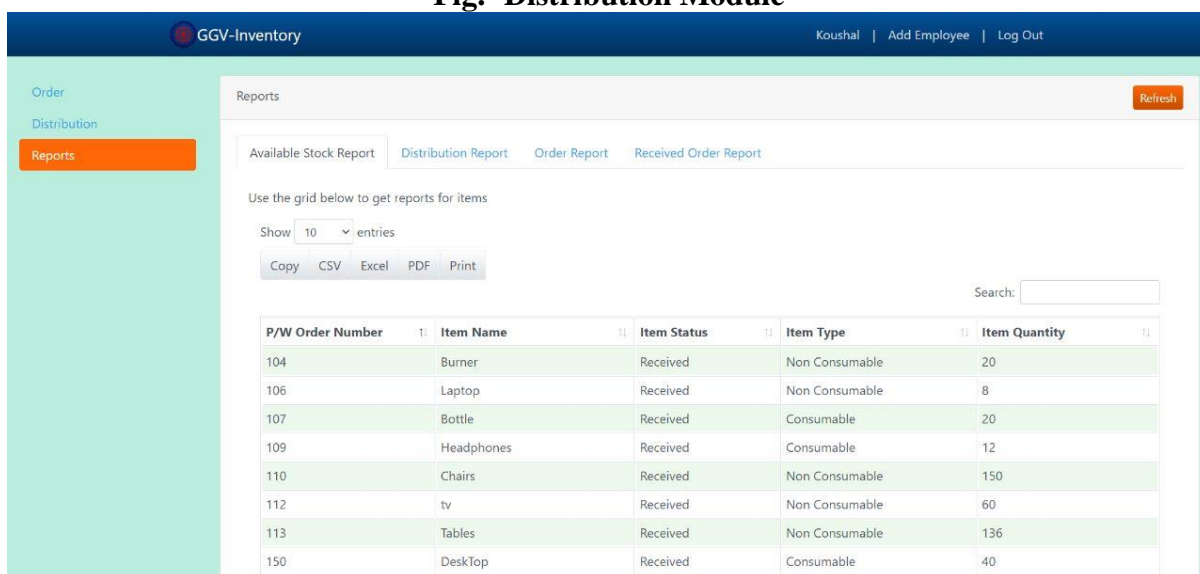 Fig:- Distribution Module
GGV-Inventory
Koushal | Add Employee | Log Out
Order
Distribution
Reports
Reports
Refresh
Available Stock Report Distribution Report Order Report Received Order Report
Use the grid below to get reports for items
Show 10 entries
Copy CSV Excel PDF Print
Search:
P/W Order Number Item Name Item Status Item Type Item Quantity
104 Burner Received Non Consumable 20
106 Laptop Received Non Consumable 8
107 Bottle Received Consumable 20
109 Headphones Received Consumable 12
110 Chairs Received Non Consumable 150
112 tv Received Non Consumable 60
113 Tables Received Non Consumable 136
150 DeskTop Received Consumable 40